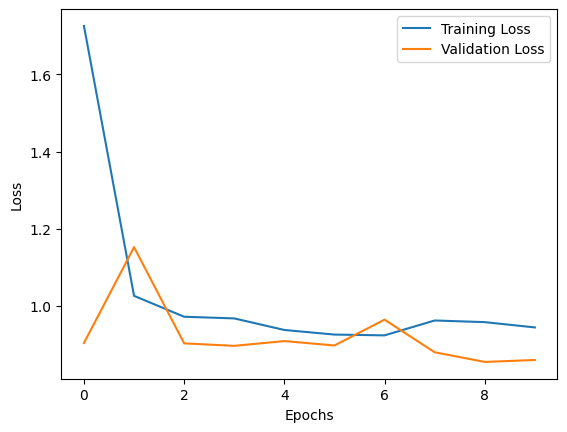 Training Loss
Validation Loss
1.6
1.4
1.2
1.0
Loss
0 2 4 6 8
Epochs